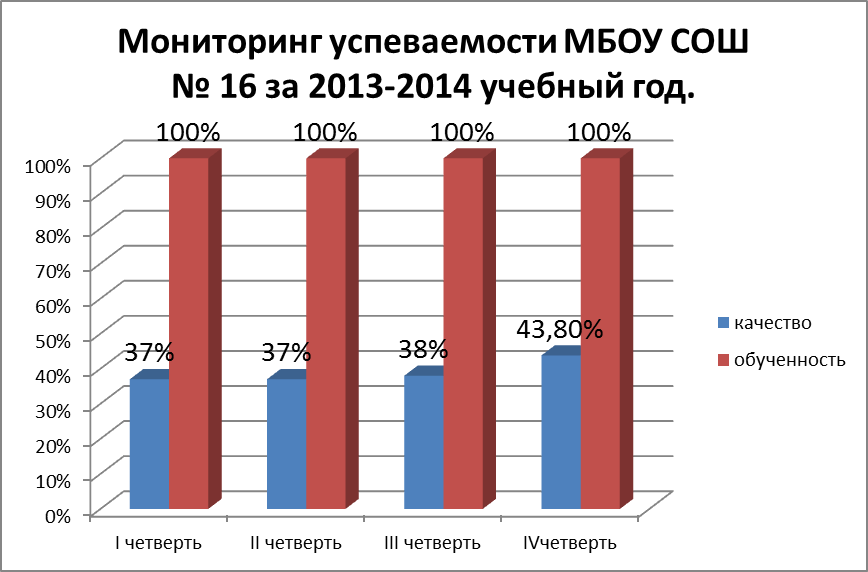 Мониторинг успеваемости МБОУ СОШ
№ 16 за 2013-2014 учебный год.
100% 100% 100% 100%
100%
90%
80%
70%
60%
50%
40%
30%
20%
10%
0%
37% 37% 38% 43,80%
качество
обученность
I четверть II четверть III четверть IVчетверть